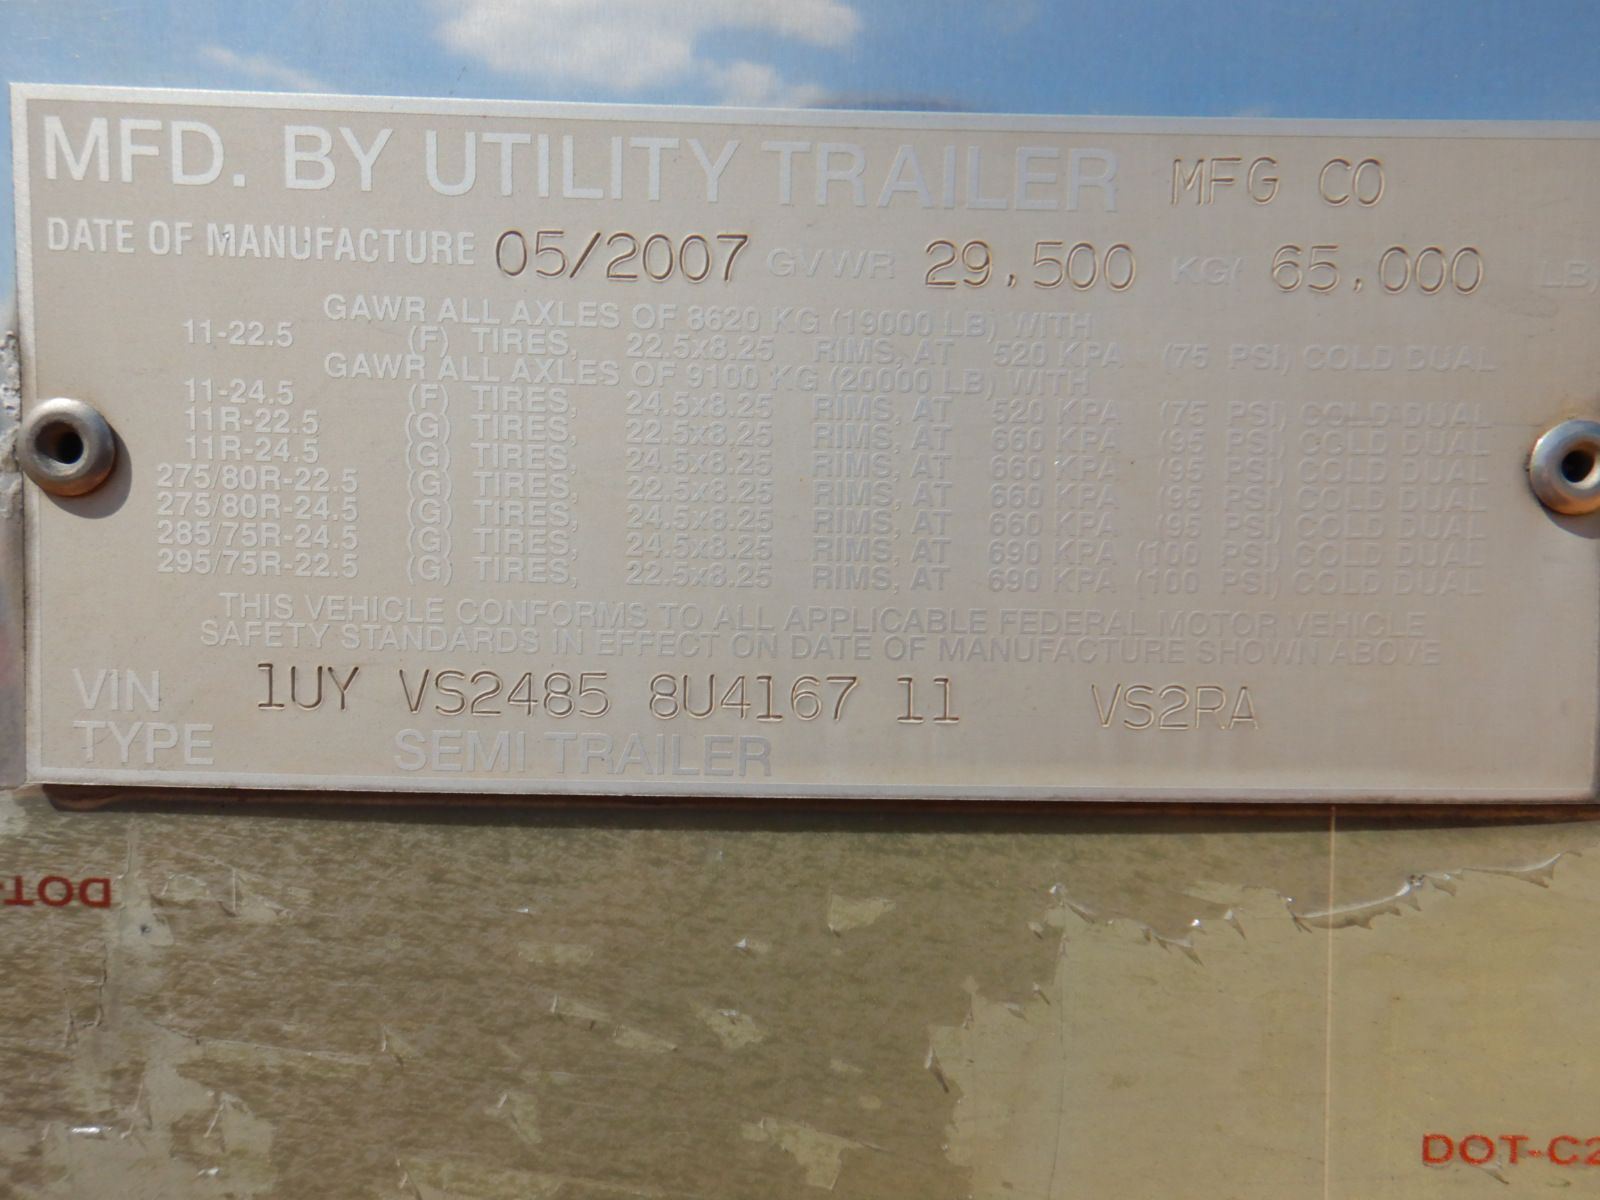 MFD. BY UTILITY TRAILER MFG CO
DATE OF MANUFACTURE 05/2007 GVWR 29,500 KG/ 65,000 LB)
GAWR ALL AXLES OF 8620 KG (19000 LB) WITH
11-22.5 (F) TIRES, 22.5x8.25 RIMS, AT 520 KPA (75 PSI) COLD DUAL
GAWR ALL AXLES OF 9100 KG (20000 LB) WITH
11-24.5 (F) TIRES, 24.5x8.25 RIMS, AT 520 KPA (75 PSI) COLD DUAL
11R-22.5 (G) TIRES, 22.5x8.25 RIMS, AT 660 KPA (95 PSI) COLD DUAL
11R-24.5 (G) TIRES, 24.5x8.25 RIMS, AT 660 KPA (95 PSI) COLD DUAL
275/80R-22.5 (G) TIRES, 22.5x8.25 RIMS, AT 660 KPA (95 PSI) COLD DUAL
275/80R-24.5 (G) TIRES, 24.5x8.25 RIMS, AT 660 KPA (95 PSI) COLD DUAL
285/75R-24.5 (G) TIRES, 24.5x8.25 RIMS, AT 690 KPA (100 PSI) COLD DUAL
295/75R-22.5 (G) TIRES, 22.5x8.25 RIMS, AT 690 KPA (100 PSI) COLD DUAL
THIS VEHICLE CONFORMS TO ALL APPLICABLE FEDERAL MOTOR VEHICLE
SAFETY STANDARDS IN EFFECT ON DATE OF MANUFACTURE SHOWN ABOVE
VIN 1UY VS2485 8U4167 11 VS2RA
TYPE SEMI TRAILER
DOT-
DOT-C2